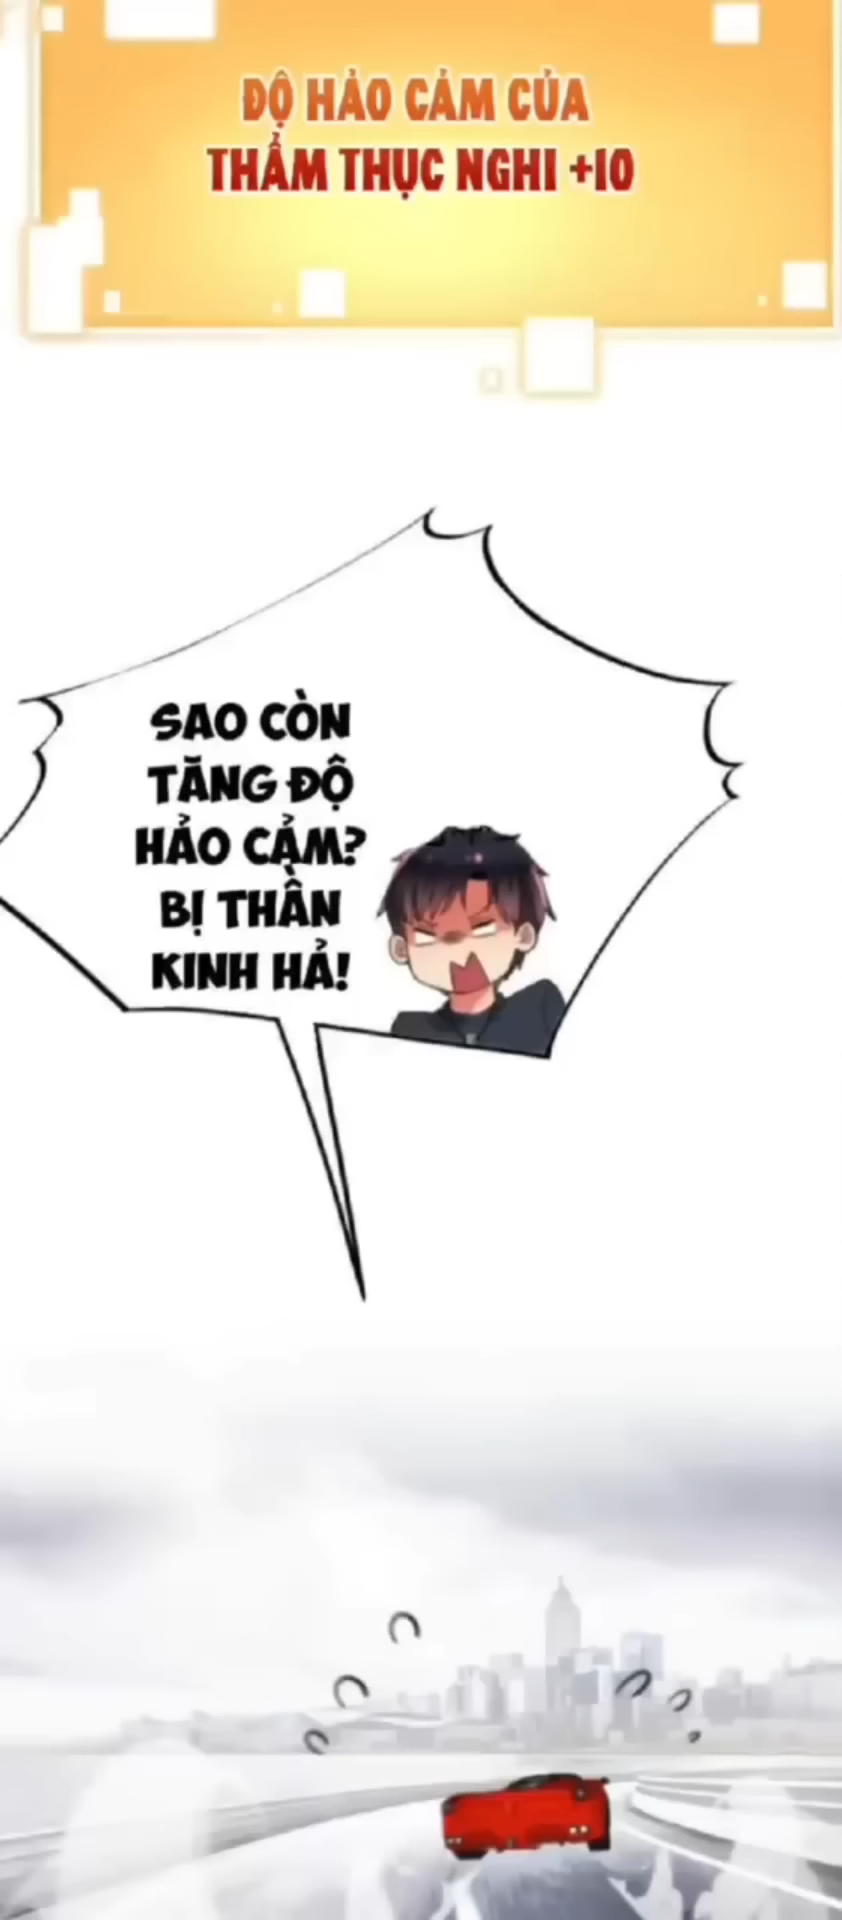 ĐỘ HẢO CẢM CỦA
THẨM THỤC NGHI +10
SAO CÒN
TĂNG ĐỘ
HẢO CẢM?
BỊ THẦN
KINH HẢ!